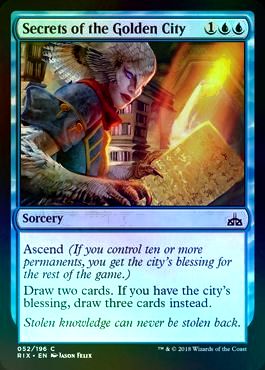 Secrets of the Golden City 1
Sorcery
Ascend (If you control ten or more
permanents, you get the city's blessing for
the rest of the game.)
Draw two cards. If you have the city's
blessing, draw three cards instead.
Stolen knowledge can never be stolen back.
052/196 C
RIX • EN JASON FELIX
™ & © 2018 Wizards of the Coast